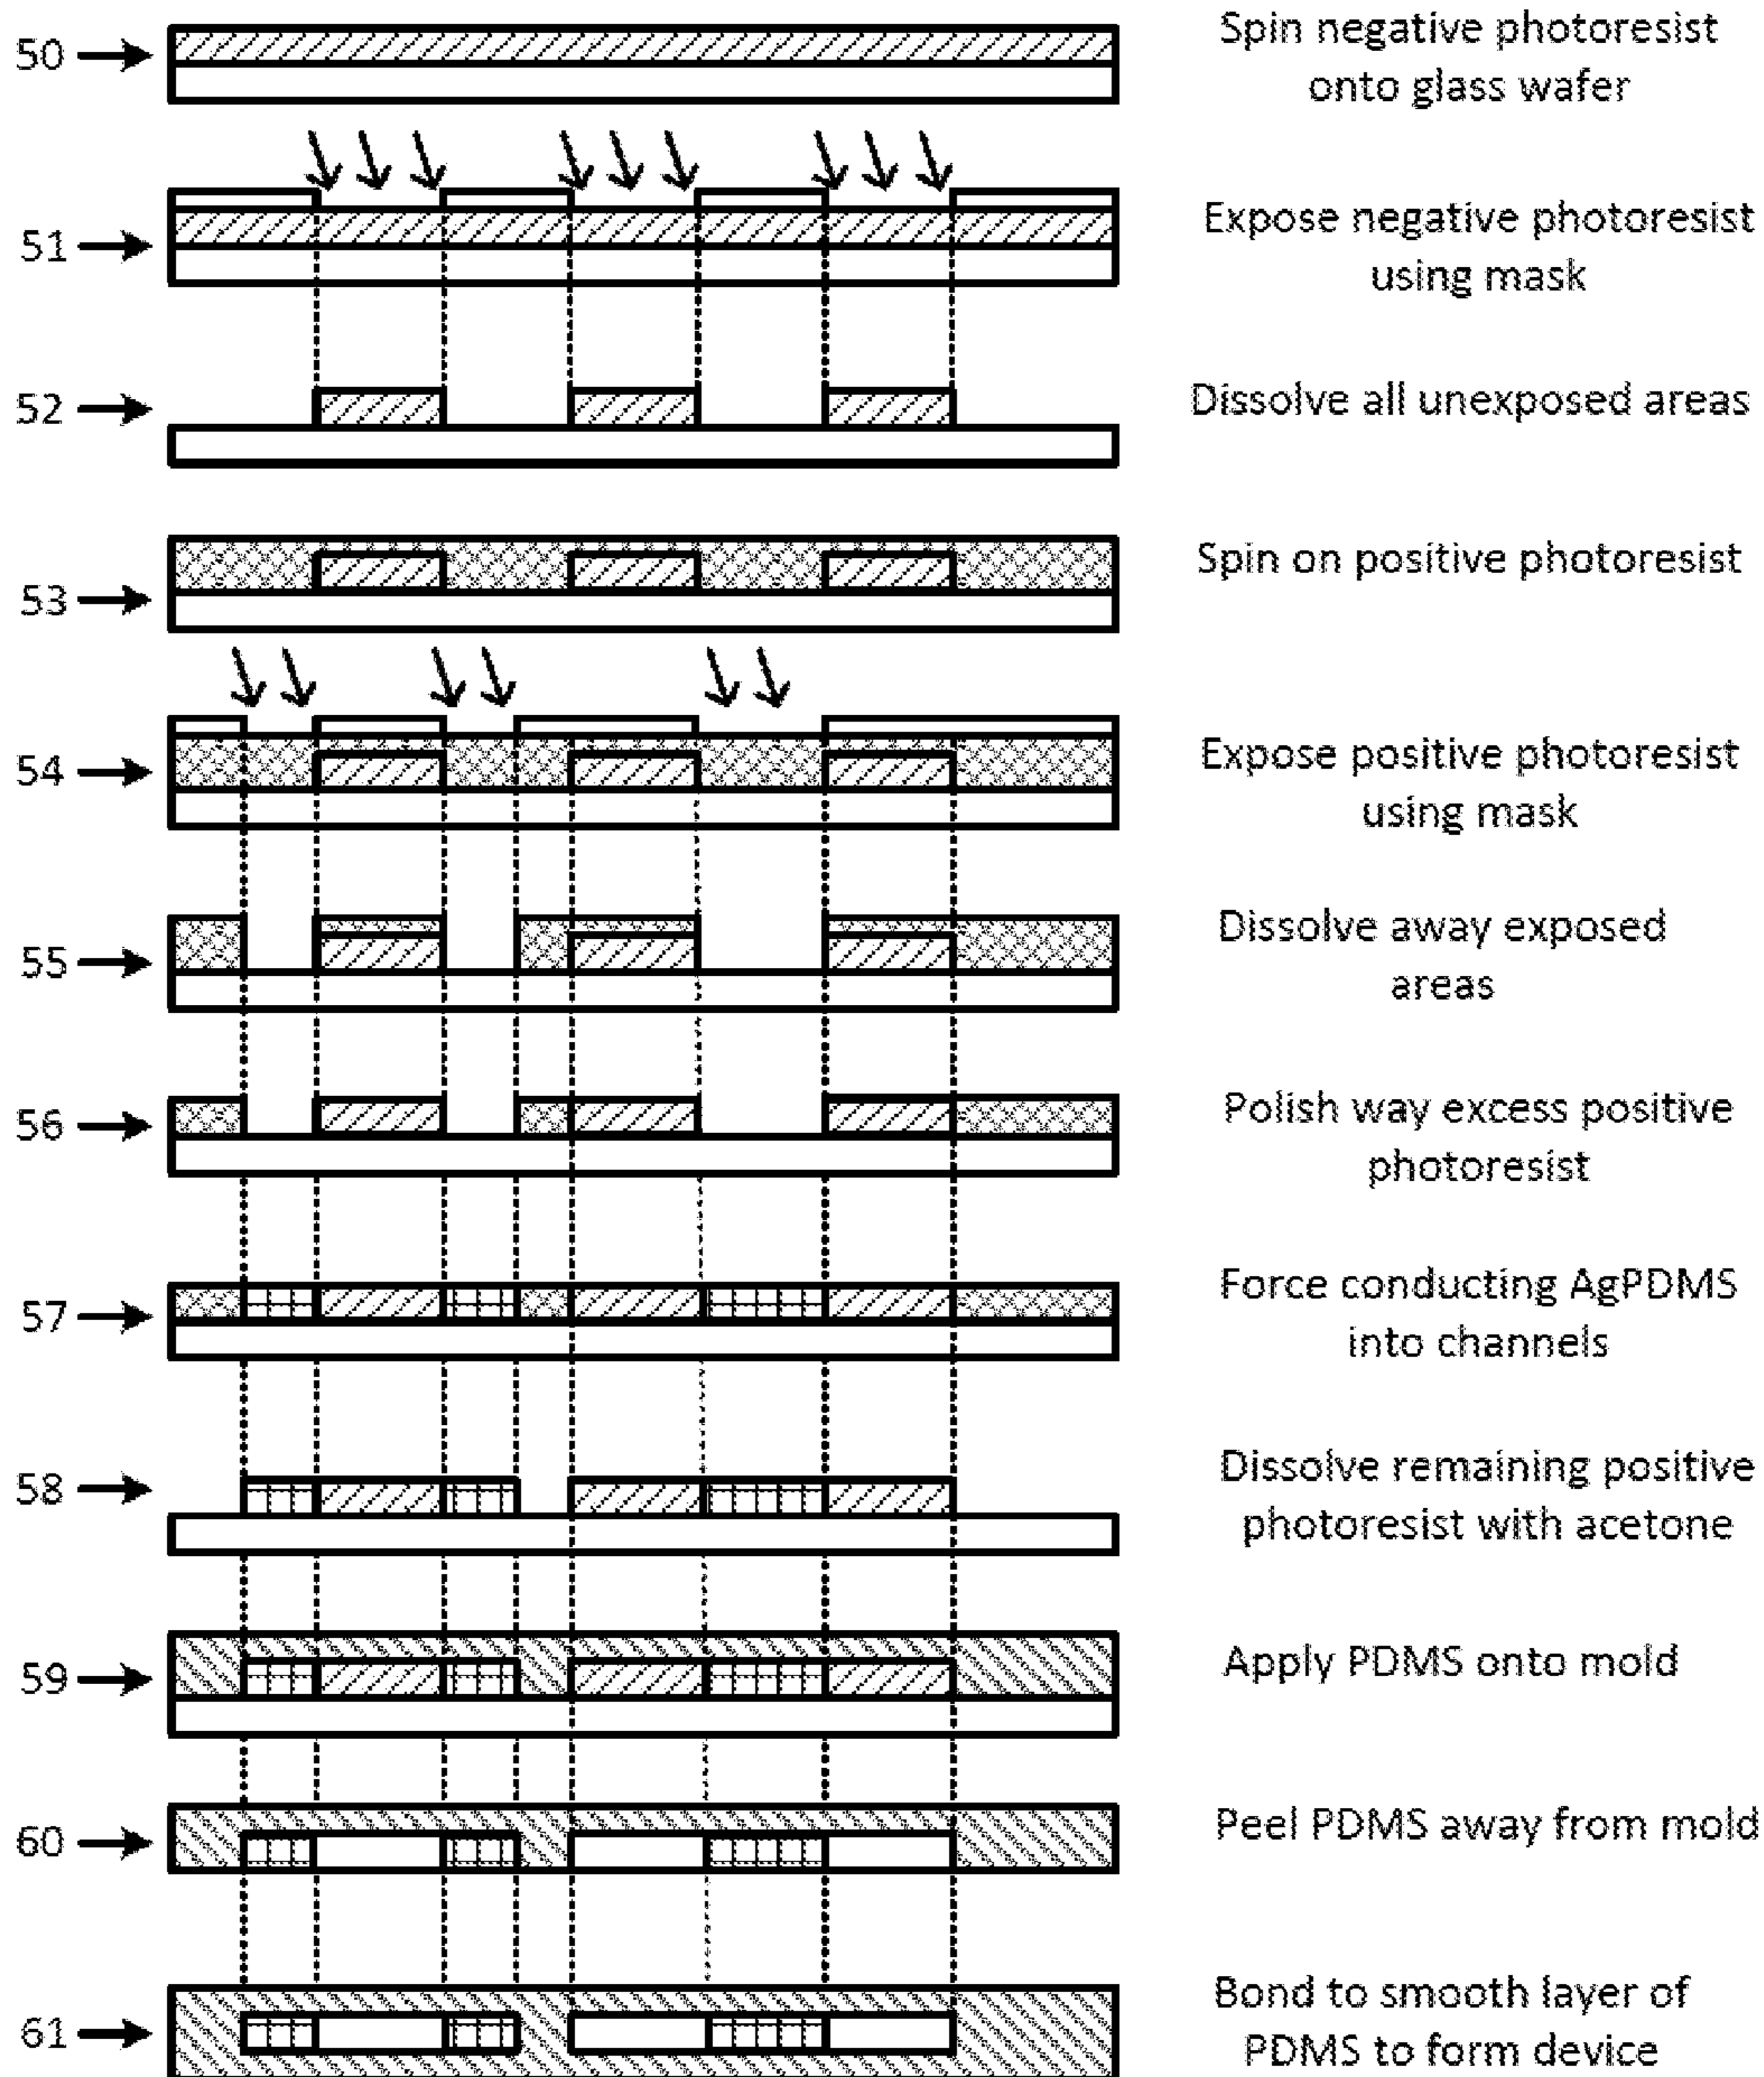 50
Spin negative photoresist
onto glass wafer
51
Expose negative photoresist
using mask
52
Dissolve all unexposed areas
53
Spin on positive photoresist
54
Expose positive photoresist
using mask
55
Dissolve away exposed
areas
56
Polish way excess positive
photoresist
57
Force conducting AgPDMS
into channels
58
Dissolve remaining positive
photoresist with acetone
59
Apply PDMS onto mold
60
Peel PDMS away from mold
61
Bond to smooth layer of
PDMS to form device